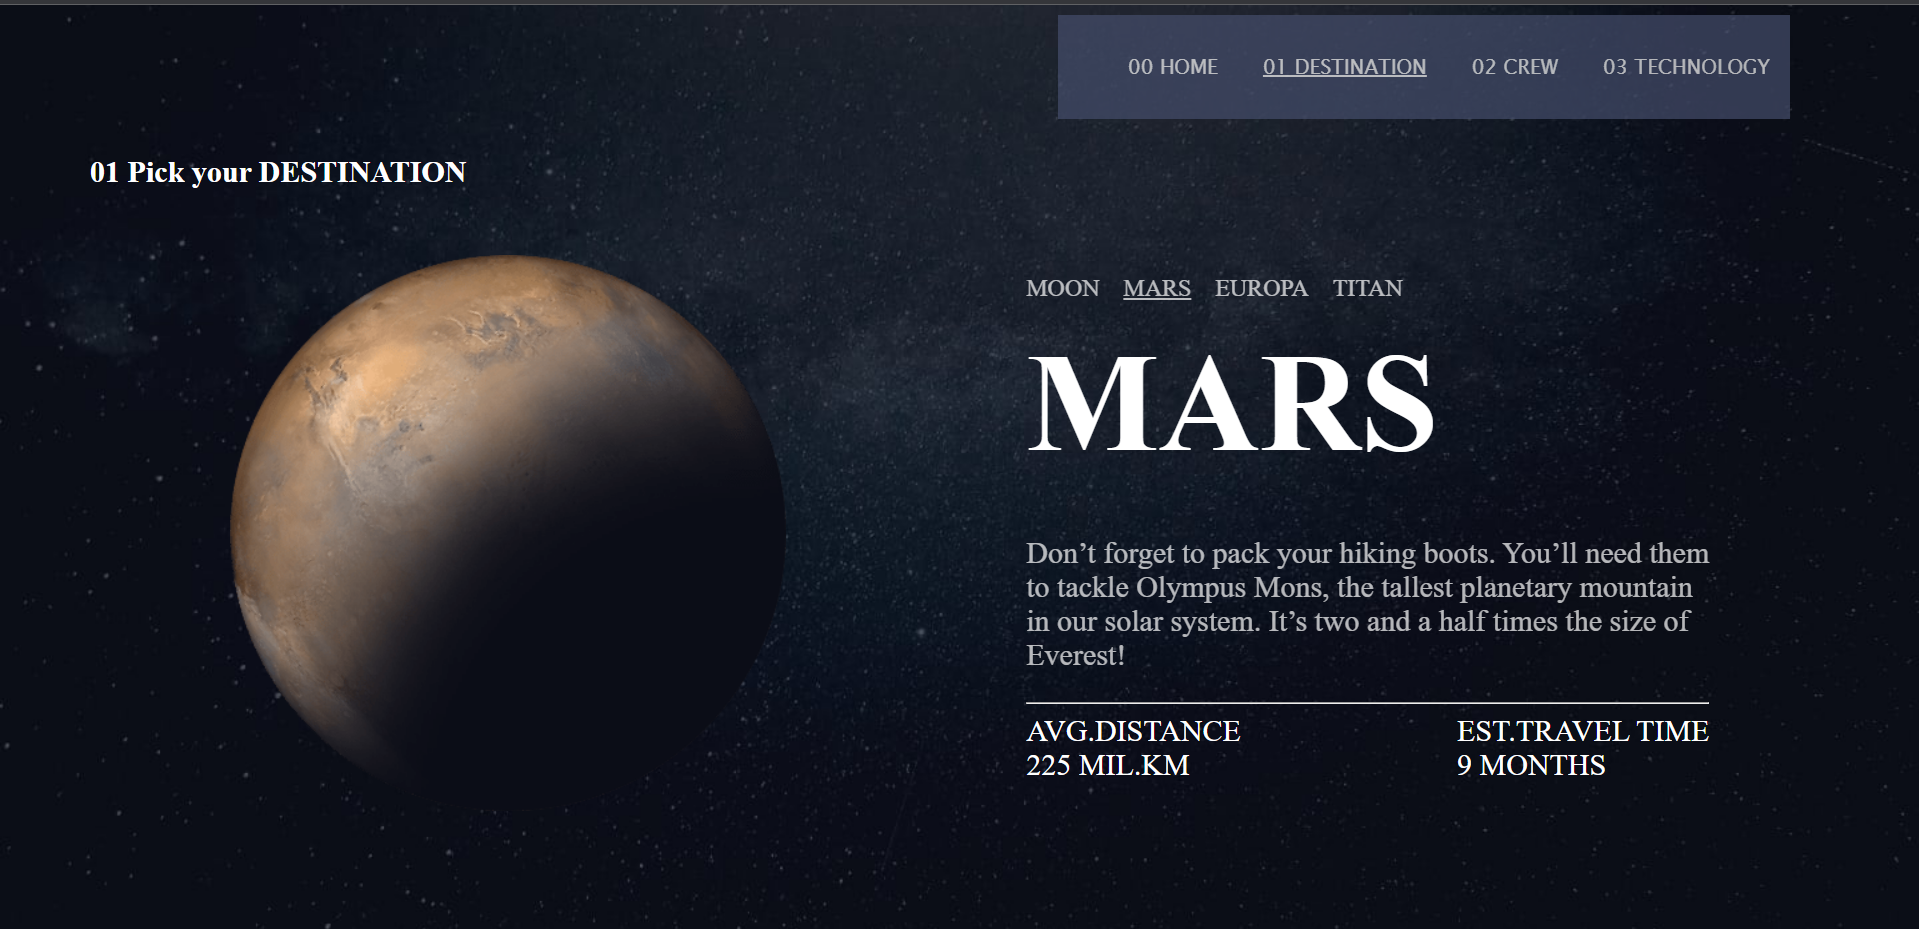 00 HOME 01 DESTINATION 02 CREW 03 TECHNOLOGY
01 Pick your DESTINATION
MOON MARS EUROPA TITAN
MARS
Don’t forget to pack your hiking boots. You’ll need them
to tackle Olympus Mons, the tallest planetary mountain
in our solar system. It’s two and a half times the size of
Everest!
AVG.DISTANCE
225 MIL.KM
EST.TRAVEL TIME
9 MONTHS